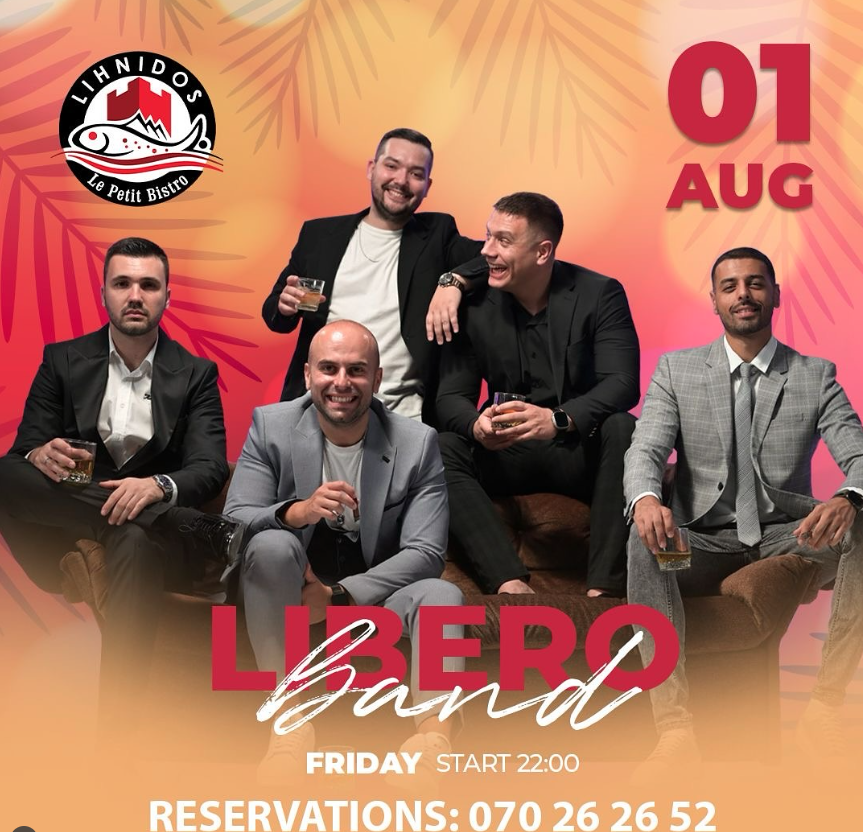 LIHNIDOS
Le Petit Bistro
01
AUG
LIBERO
band
FRIDAY START 22:00
RESERVATIONS: 070 26 26 52